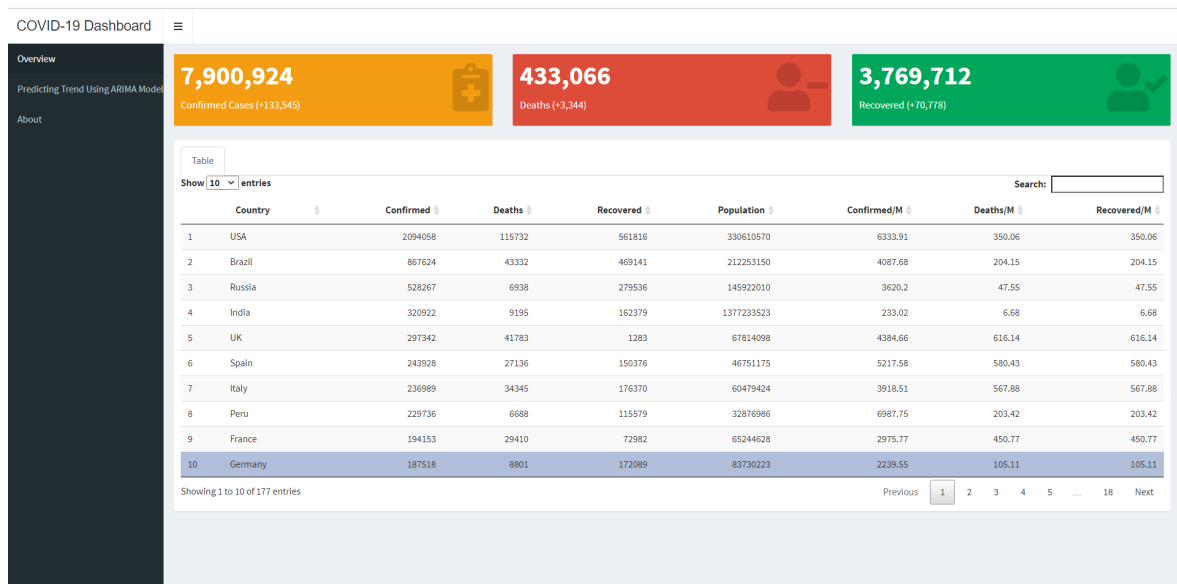 COVID-19 Dashboard
Overview
Predicting Trend Using ARIMA Model
About
7,900,924
Confirmed Cases (+133,545)
433,066
Deaths (+3,344)
3,769,712
Recovered (+70,778)
Table
Show 10 entries
Search:
Country Confirmed Deaths Recovered Population Confirmed/M Deaths/M Recovered/M
1 USA 2094058 115732 561816 330610570 6333.91 350.06 350.06
2 Brazil 867624 43332 469141 212253150 4087.68 204.15 204.15
3 Russia 528267 6938 279536 145922010 3620.2 47.55 47.55
4 India 320922 9195 162379 1377233523 233.02 6.68 6.68
5 UK 297342 41783 1283 67814098 4384.66 616.14 616.14
6 Spain 243928 27136 150376 46751175 5217.58 580.43 580.43
7 Italy 236989 34345 176370 60479424 3918.51 567.88 567.88
8 Peru 229736 6688 115579 32876986 6987.75 203.42 203.42
9 France 194153 29410 72982 65244628 2975.77 450.77 450.77
10 Germany 187518 8801 172089 83730223 2239.55 105.11 105.11
Showing 1 to 10 of 177 entries
Previous 1 2 3 4 5 … 18 Next